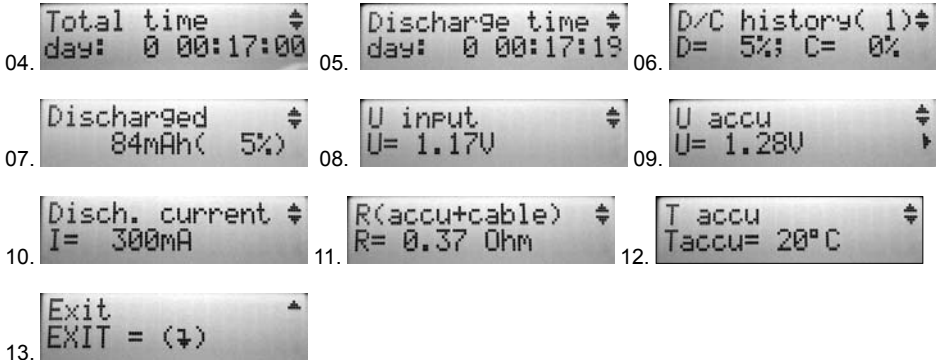 04. Total time
day: 0 00:17:00
05. Discharge time
day: 0 00:17:19
06. D/C history( 1)
D= 5%; C= 0%
07. Discharged
84mAh( 5%)
08. U input
U= 1.17V
09. U accu
U= 1.28V
10. Disch. current
I= 300mA
11. R(accu+cable)
R= 0.37 Ohm
12. T accu
Taccu= 20°C
13. Exit
EXIT = (↴)